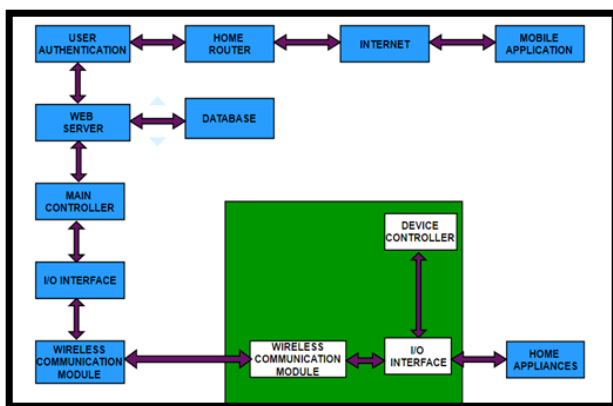 USER
AUTHENTICATION
HOME
ROUTER
INTERNET
MOBILE
APPLICATION
WEB
SERVER
DATABASE
MAIN
CONTROLLER
DEVICE
CONTROLLER
I/O INTERFACE
WIRELESS
COMMUNICATION
MODULE
WIRELESS
COMMUNICATION
MODULE
I/O
INTERFACE
HOME
APPLIANCES